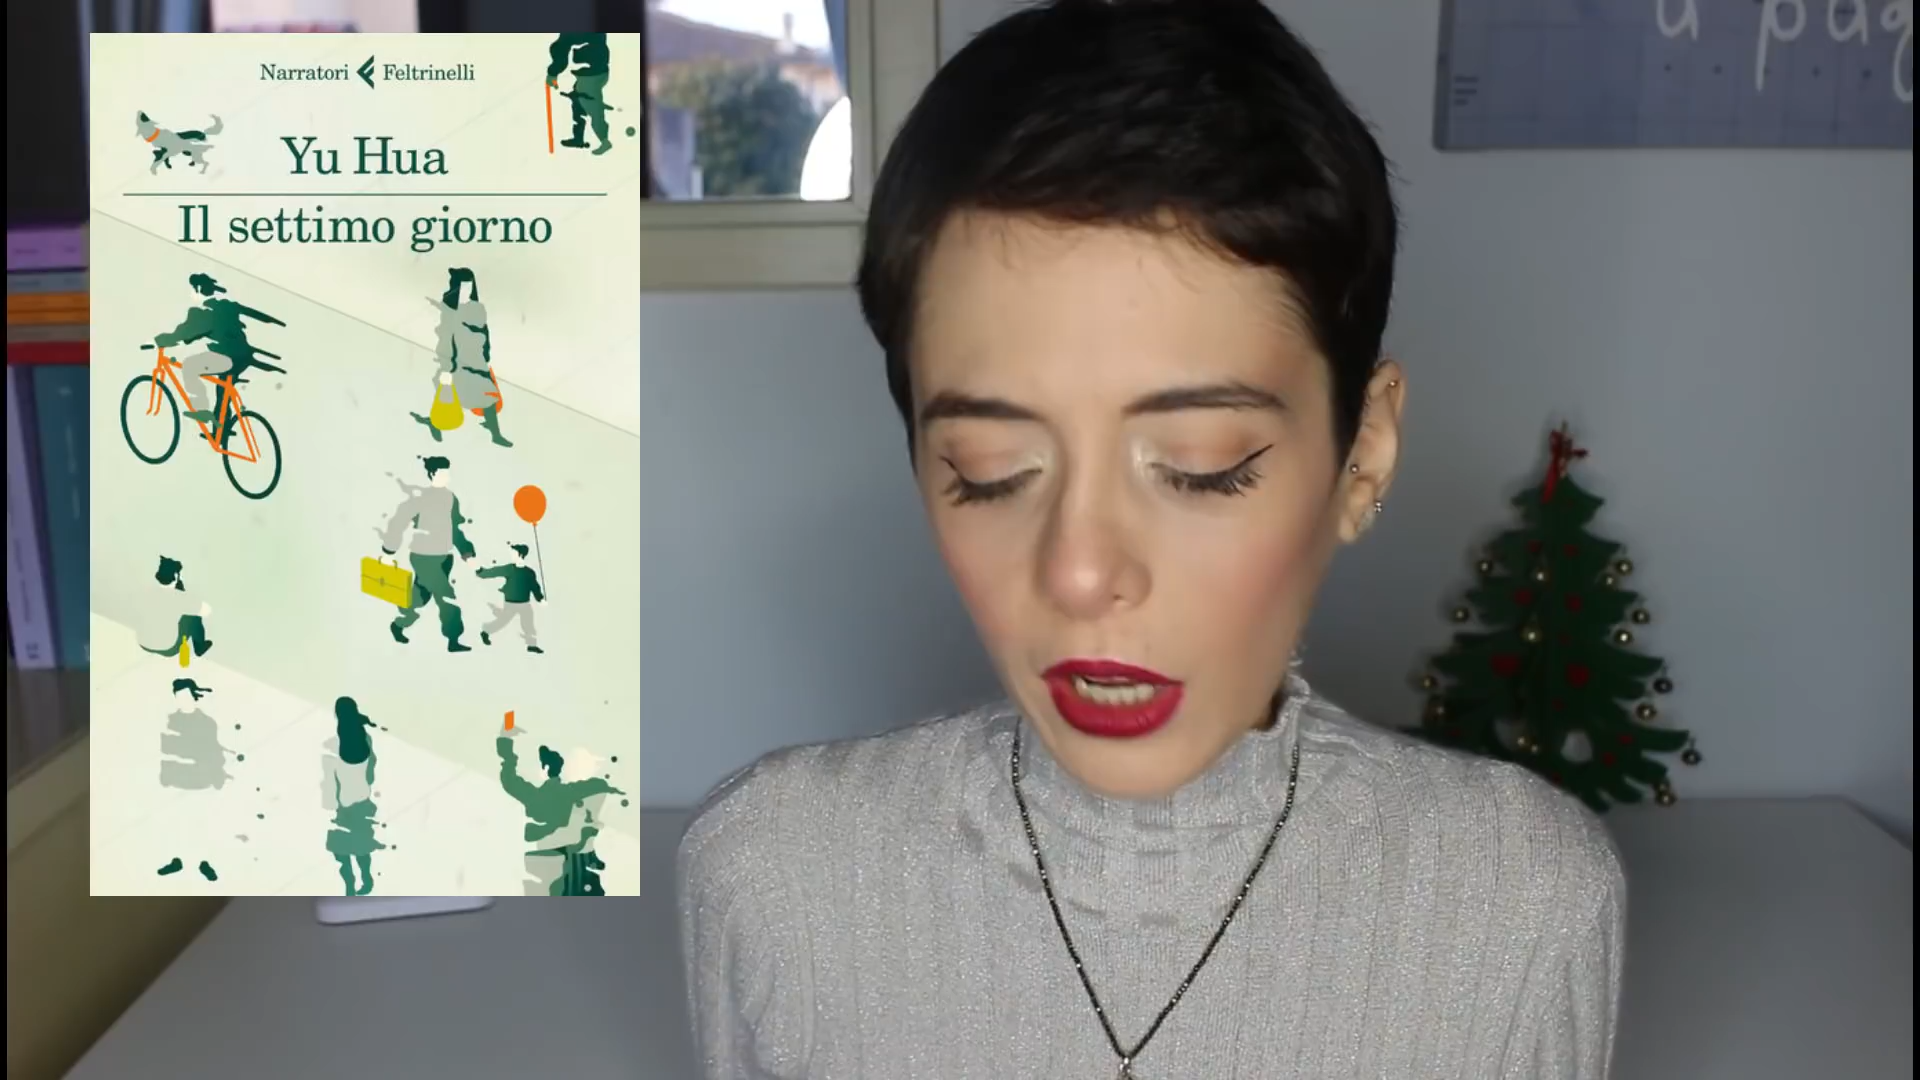 Narratori Feltrinelli
Yu Hua
Il settimo giorno